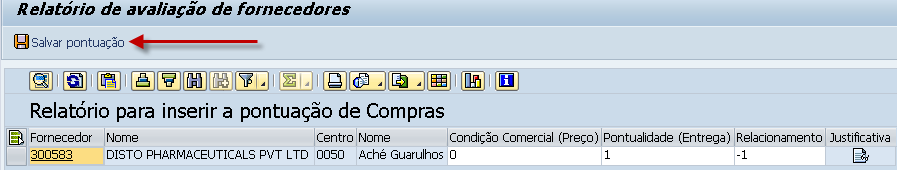 Relatório de avaliação de fornecedores
Salvar pontuação
Relatório para inserir a pontuação de Compras
Fornecedor Nome Centro Nome Condição Comercial (Preço) Pontualidade (Entrega) Relacionamento Justificativa
300583 DISTO PHARMACEUTICALS PVT LTD 0050 Aché Guarulhos 0 1 -1